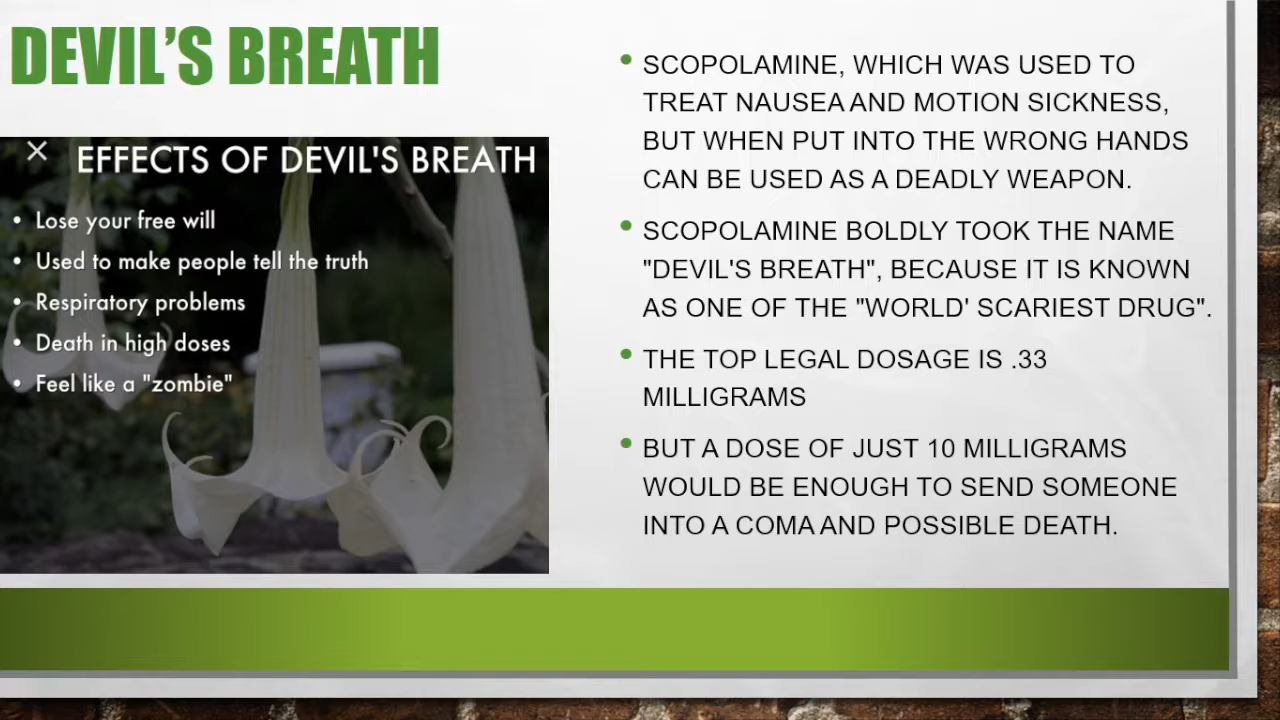 DEVIL'S BREATH
EFFECTS OF DEVIL'S BREATH
• Lose your free will
• Used to make people tell the truth
• Respiratory problems
• Death in high doses
• Feel like a "zombie"
• SCOPOLAMINE, WHICH WAS USED TO
TREAT NAUSEA AND MOTION SICKNESS,
BUT WHEN PUT INTO THE WRONG HANDS
CAN BE USED AS A DEADLY WEAPON.
• SCOPOLAMINE BOLDLY TOOK THE NAME
"DEVIL'S BREATH", BECAUSE IT IS KNOWN
AS ONE OF THE "WORLD' SCARIEST DRUG".
• THE TOP LEGAL DOSAGE IS .33
MILLIGRAMS
• BUT A DOSE OF JUST 10 MILLIGRAMS
WOULD BE ENOUGH TO SEND SOMEONE
INTO A COMA AND POSSIBLE DEATH.